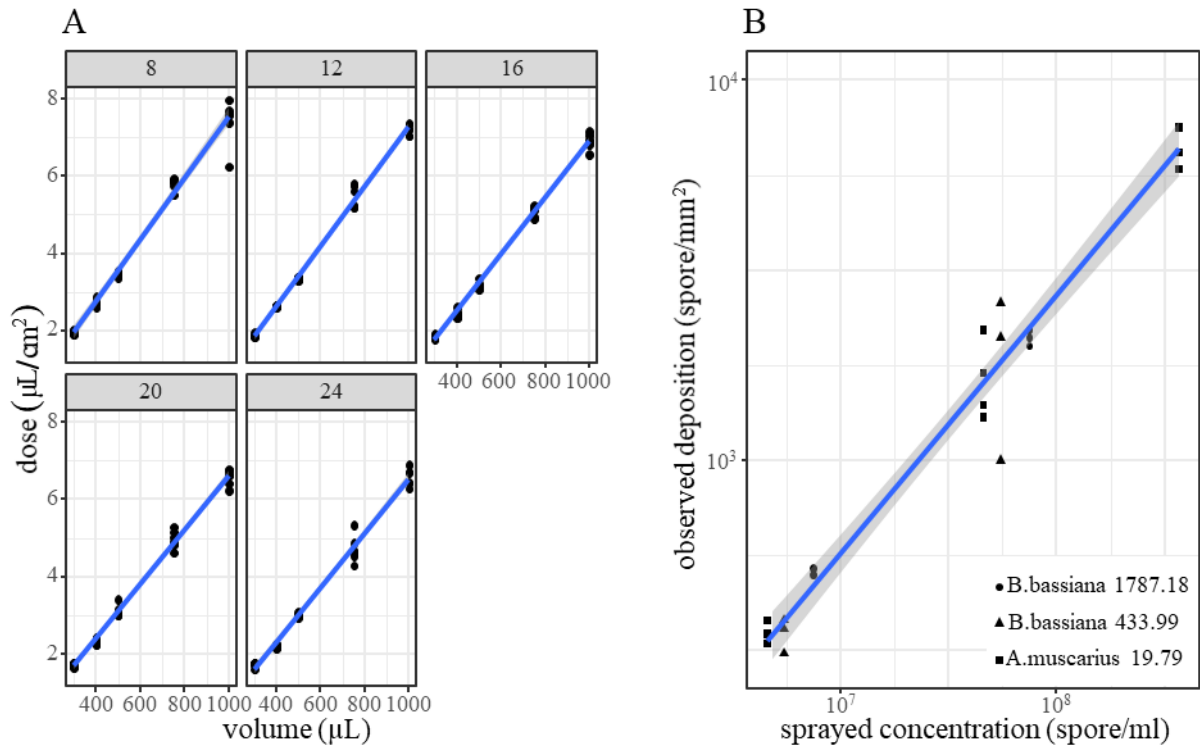 A
8 12 16
8
6
4
2
400 600 800 1000
20 24
8
6
4
2
400 600 800 1000 400 600 800 1000
volume (μL)
dose (μL/cm²)
B
10⁴
10³
10⁷ 10⁸
sprayed concentration (spore/ml)
observed deposition (spore/mm²)
B.bassiana 1787.18
B.bassiana 433.99
A.muscarius 19.79